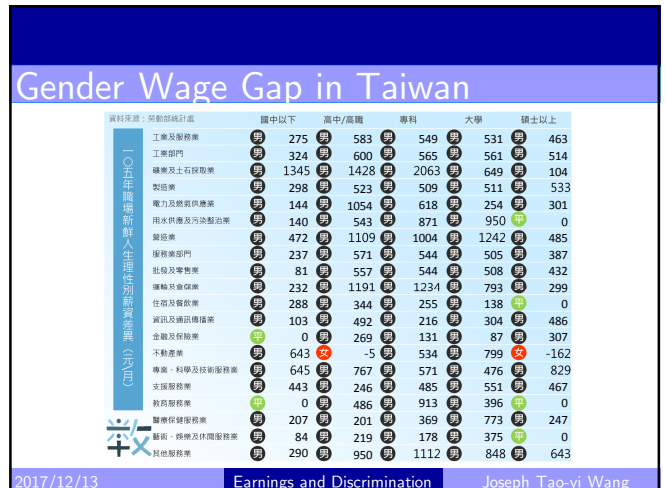 Gender Wage Gap in Taiwan
資料來源：勞動部統計處 國中以下 高中/高職 專科 大學 碩士以上
一〇五年職場新鮮人生理性別薪資差異（元/月）
工業及服務業 男 275 男 583 男 549 男 531 男 463
工業部門 男 324 男 600 男 565 男 561 男 514
礦業及土石採取業 男 1345 男 1428 男 2063 男 649 男 104
製造業 男 298 男 523 男 509 男 511 男 533
電力及燃氣供應業 男 144 男 1054 男 618 男 254 男 301
用水供應及污染整治業 男 140 男 543 男 871 男 950 平 0
營造業 男 472 男 1109 男 1004 男 1242 男 485
服務業部門 男 237 男 571 男 544 男 505 男 387
批發及零售業 男 81 男 557 男 544 男 508 男 432
運輸及倉儲業 男 232 男 1191 男 1234 男 793 男 299
住宿及餐飲業 男 288 男 344 男 255 男 138 平 0
資訊及通訊傳播業 男 103 男 492 男 216 男 304 男 486
金融及保險業 平 0 男 269 男 131 男 87 男 307
不動產業 男 643 女 -5 男 534 男 799 女 -162
專業、科學及技術服務業 男 645 男 767 男 571 男 476 男 829
支援服務業 男 443 男 246 男 485 男 551 男 467
教育服務業 平 0 男 486 男 913 男 396 平 0
醫療保健服務業 男 207 男 201 男 369 男 773 男 247
藝術、娛樂及休閒服務業 男 84 男 219 男 178 男 375 平 0
其他服務業 男 290 男 950 男 1112 男 848 男 643
數
2017/12/13 Earnings and Discrimination Joseph Tao-yi Wang